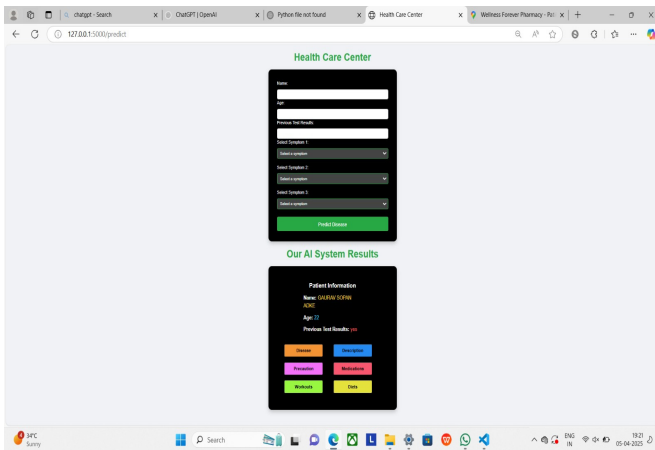 chatgpt - Search
ChatGPT | OpenAI
Python file not found
Health Care Center
Wellness Forever Pharmacy - Pati
127.0.0.1:5000/predict
Health Care Center
Name:
Age:
Previous Test Results:
Select Symptom 1:
Select a symptom
Select Symptom 2:
Select a symptom
Select Symptom 3:
Select a symptom
Predict Disease
Our AI System Results
Patient Information
Name: GAURAV SOPAN
ADKE
Age: 22
Previous Test Results: yes
Disease Description
Precaution Medications
Workouts Diets
34°C
Sunny
Search
ENG
IN
19:21
05-04-2025